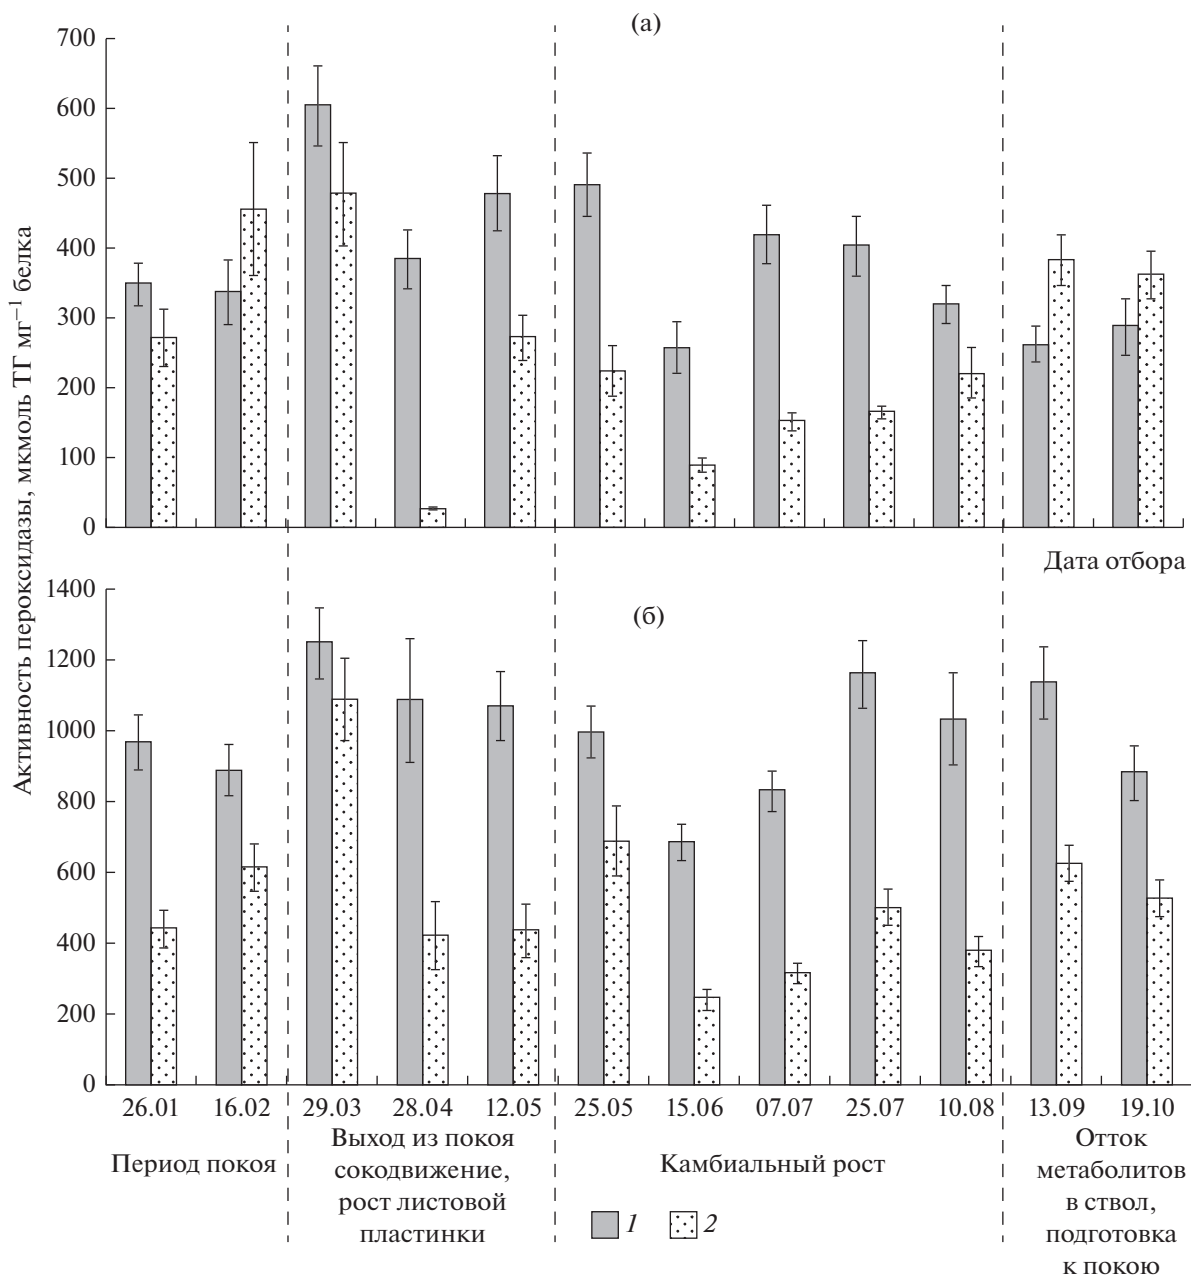 (а)
700
600
500
400
300
200
100
0
Дата отбора
Активность пероксидазы, мкмоль ТГ мг⁻¹ белка
(б)
1400
1200
1000
800
600
400
200
0
26.01 16.02 29.03 28.04 12.05 25.05 15.06 07.07 25.07 10.08 13.09 19.10
Период покоя
Выход из покоя
сокодвижение,
рост листовой
пластинки
Камбиальный рост
Отток
метаболитов
в ствол,
подготовка
к покою
1 2